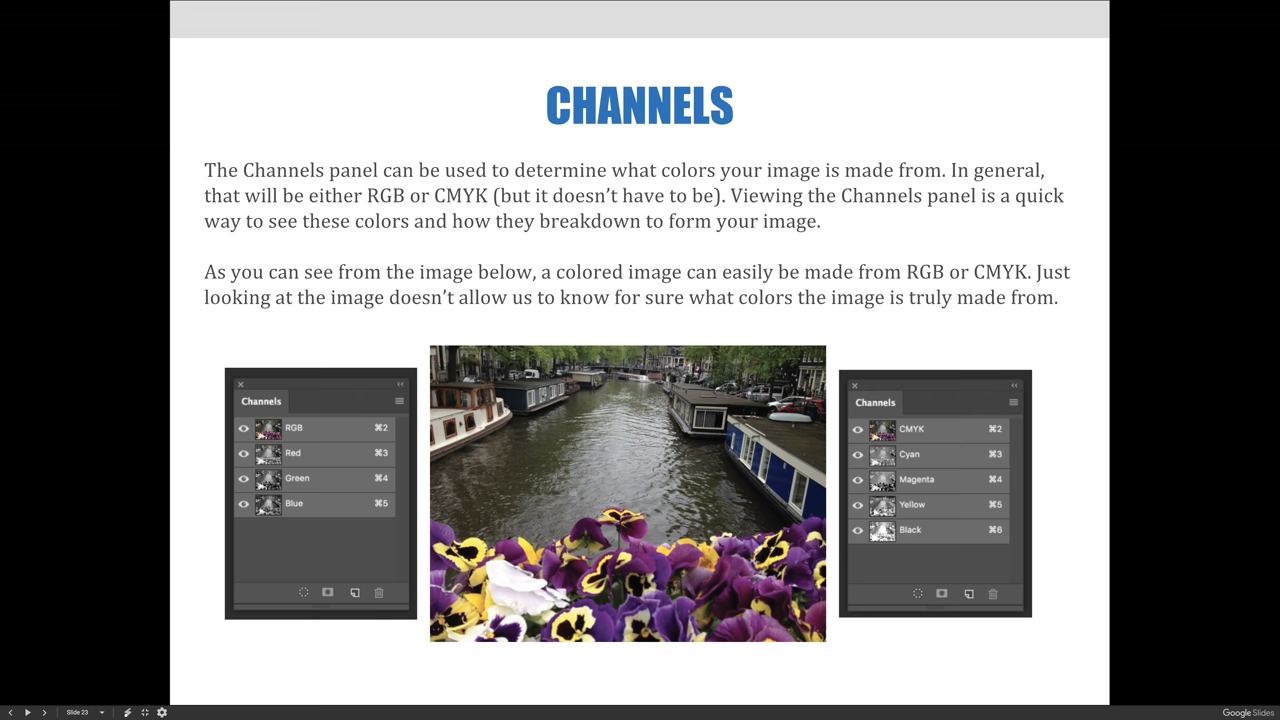 CHANNELS
The Channels panel can be used to determine what colors your image is made from. In general,
that will be either RGB or CMYK (but it doesn’t have to be). Viewing the Channels panel is a quick
way to see these colors and how they breakdown to form your image.
As you can see from the image below, a colored image can easily be made from RGB or CMYK. Just
looking at the image doesn’t allow us to know for sure what colors the image is truly made from.
Channels
RGB ⌘2
Red ⌘3
Green ⌘4
Blue ⌘5
Channels
CMYK ⌘2
Cyan ⌘3
Magenta ⌘4
Yellow ⌘5
Black ⌘6
Slide 23
Google Slides